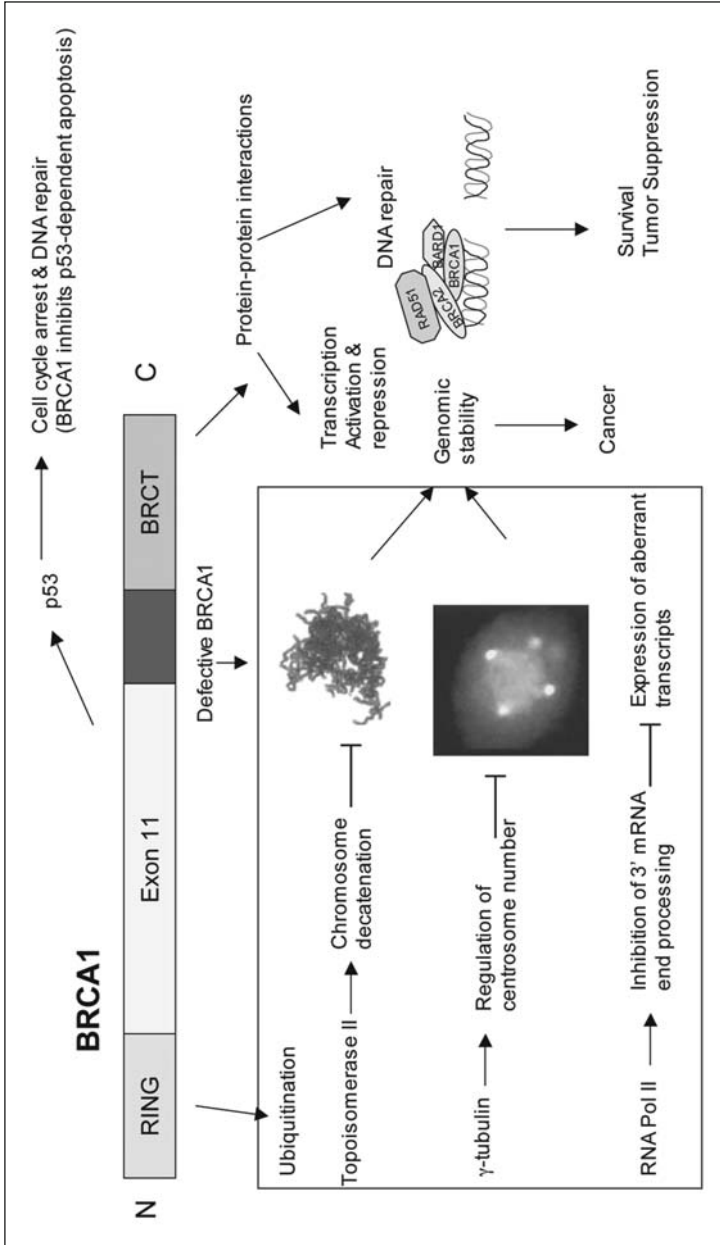 BRCA1
N
RING
Exon 11
BRCT
C
p53
Cell cycle arrest & DNA repair
(BRCA1 inhibits p53-dependent apoptosis)
Defective BRCA1
Protein-protein interactions
Transcription
Activation &
repression
DNA repair
RAD51
BRCA2
BARD1
BRCA1
Survival
Tumor Suppression
Genomic
stability
Cancer
Ubiquitination
Topoisomerase II
Chromosome
decatenation
γ-tubulin
Regulation of
centrosome number
RNA Pol II
Inhibition of 3’ mRNA
end processing
Expression of aberrant
transcripts